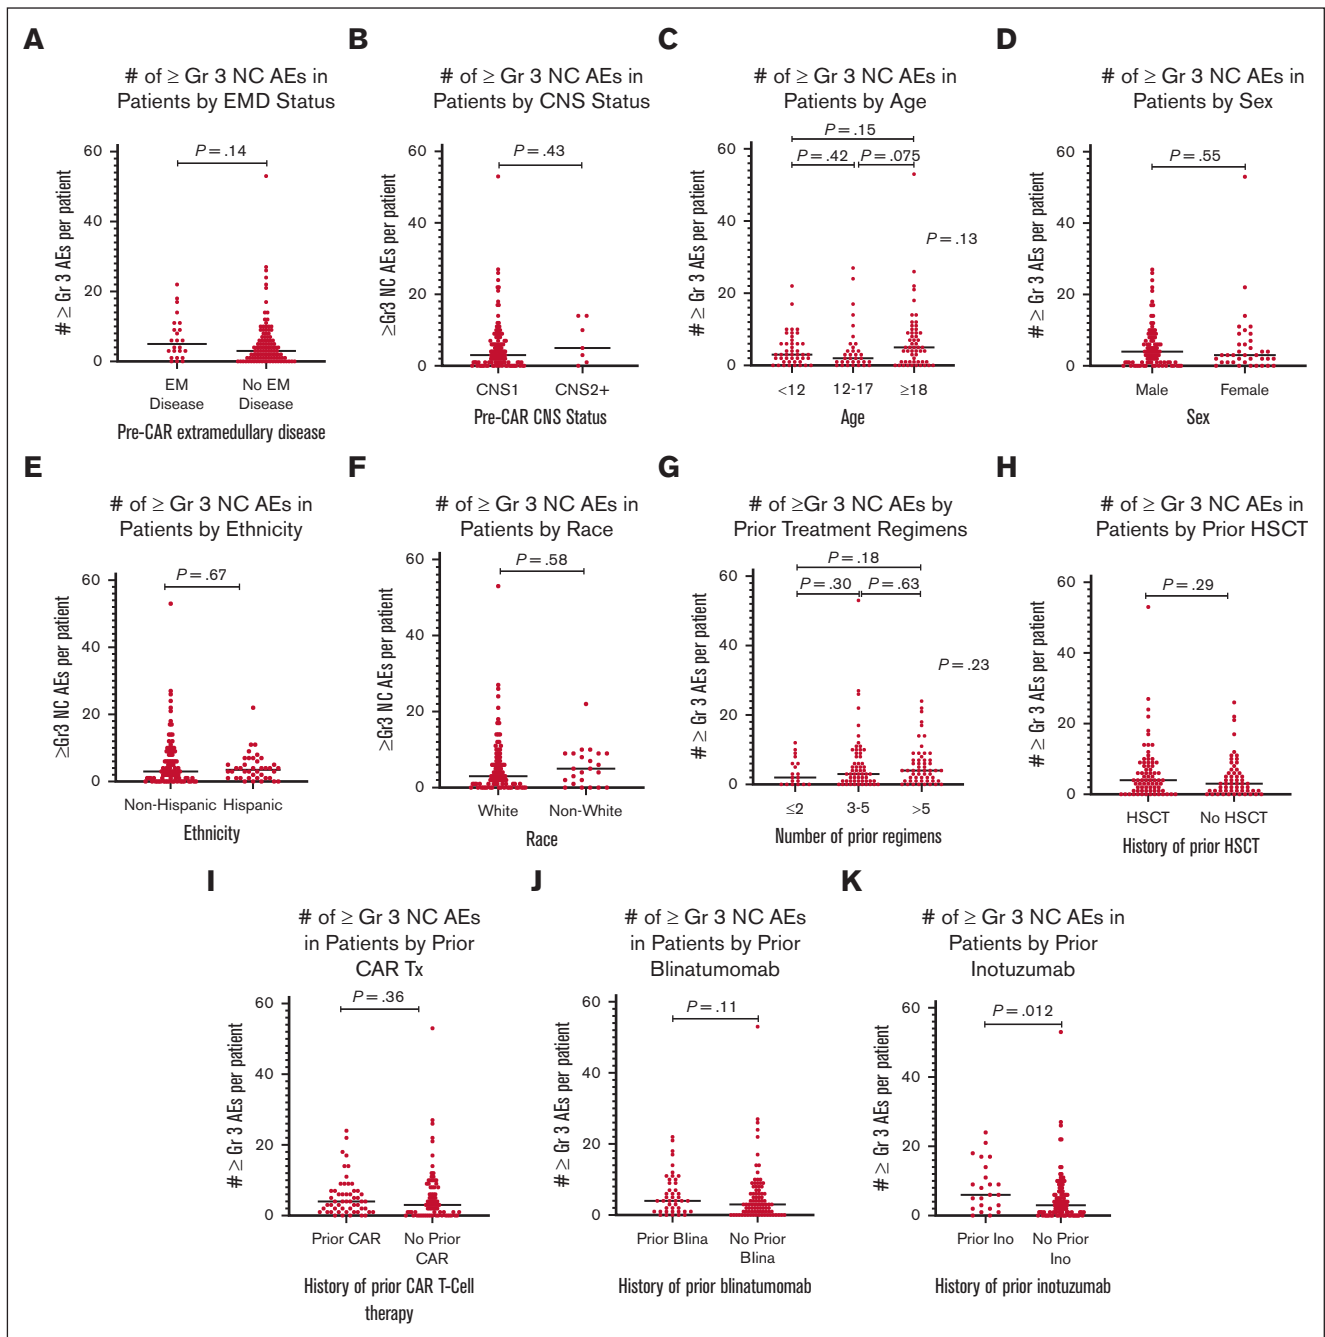 A
# of ≥ Gr 3 NC AEs in
Patients by EMD Status
P = .14
60
40
20
0
# ≥ Gr 3 AEs per patient
EM
Disease
No EM
Disease
Pre-CAR extramedullary disease
B
# of ≥ Gr 3 NC AEs in
Patients by CNS Status
P = .43
60
40
20
0
≥Gr3 NC AEs per patient
CNS1
CNS2+
Pre-CAR CNS Status
C
# of ≥ Gr 3 NC AEs in
Patients by Age
P = .15
P = .42
P = .075
P = .13
60
40
20
0
# ≥ Gr 3 AEs per patient
<12
12-17
≥18
Age
D
# of ≥ Gr 3 NC AEs in
Patients by Sex
P = .55
60
40
20
0
# ≥ Gr 3 AEs per patient
Male
Female
Sex
E
# of ≥ Gr 3 NC AEs in
Patients by Ethnicity
P = .67
60
40
20
0
≥Gr3 NC AEs per patient
Non-Hispanic
Hispanic
Ethnicity
F
# of ≥ Gr 3 NC AEs in
Patients by Race
P = .58
60
40
20
0
≥Gr3 NC AEs per patient
White
Non-White
Race
G
# of ≥Gr 3 NC AEs by
Prior Treatment Regimens
P = .18
P = .30
P = .63
P = .23
60
40
20
0
# ≥ Gr 3 AEs per patient
≤2
3-5
>5
Number of prior regimens
H
# of ≥ Gr 3 NC AEs in
Patients by Prior HSCT
P = .29
60
40
20
0
# ≥ Gr 3 AEs per patient
HSCT
No HSCT
History of prior HSCT
I
# of ≥ Gr 3 NC AEs
in Patients by Prior
CAR Tx
P = .36
60
40
20
0
# ≥ Gr 3 AEs per patient
Prior CAR
No Prior
CAR
History of prior CAR T-Cell
therapy
J
# of ≥ Gr 3 NC AEs
in Patients by Prior
Blinatumomab
P = .11
60
40
20
0
# ≥ Gr 3 AEs per patient
Prior Blina
No Prior
Blina
History of prior blinatumomab
K
# of ≥ Gr 3 NC AEs in
Patients by Prior
Inotuzumab
P = .012
60
40
20
0
# ≥ Gr 3 AEs per patient
Prior Ino
No Prior
Ino
History of prior inotuzumab